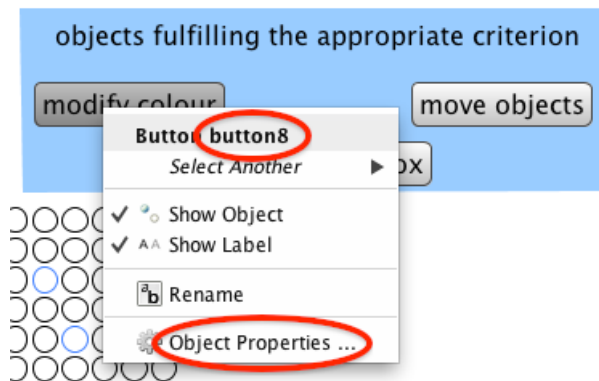 objects fulfilling the appropriate criterion
modify colour
move objects
Button button8
Select Another
ox
Show Object
Show Label
Rename
Object Properties ...